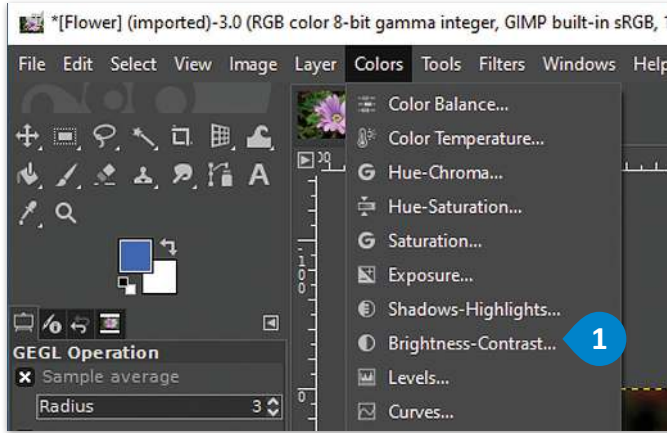 *[Flower] (imported)-3.0 (RGB color 8-bit gamma integer, GIMP built-in sRGB,
File Edit Select View Image Layer Colors Tools Filters Windows Help
Color Balance...
Color Temperature...
Hue-Chroma...
Hue-Saturation...
Saturation...
Exposure...
Shadows-Highlights...
Brightness-Contrast... 1
Levels...
Curves...
100
0
GEGL Operation
Sample average
Radius 3